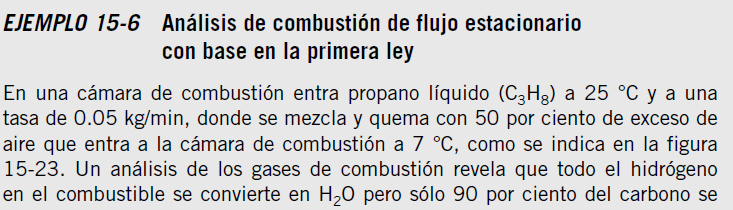 EJEMPLO 15-6 Análisis de combustión de flujo estacionario
con base en la primera ley
En una cámara de combustión entra propano líquido (C₃H₈) a 25 °C y a una
tasa de 0.05 kg/min, donde se mezcla y quema con 50 por ciento de exceso de
aire que entra a la cámara de combustión a 7 °C, como se indica en la figura
15-23. Un análisis de los gases de combustión revela que todo el hidrógeno
en el combustible se convierte en H₂O pero sólo 90 por ciento del carbono se